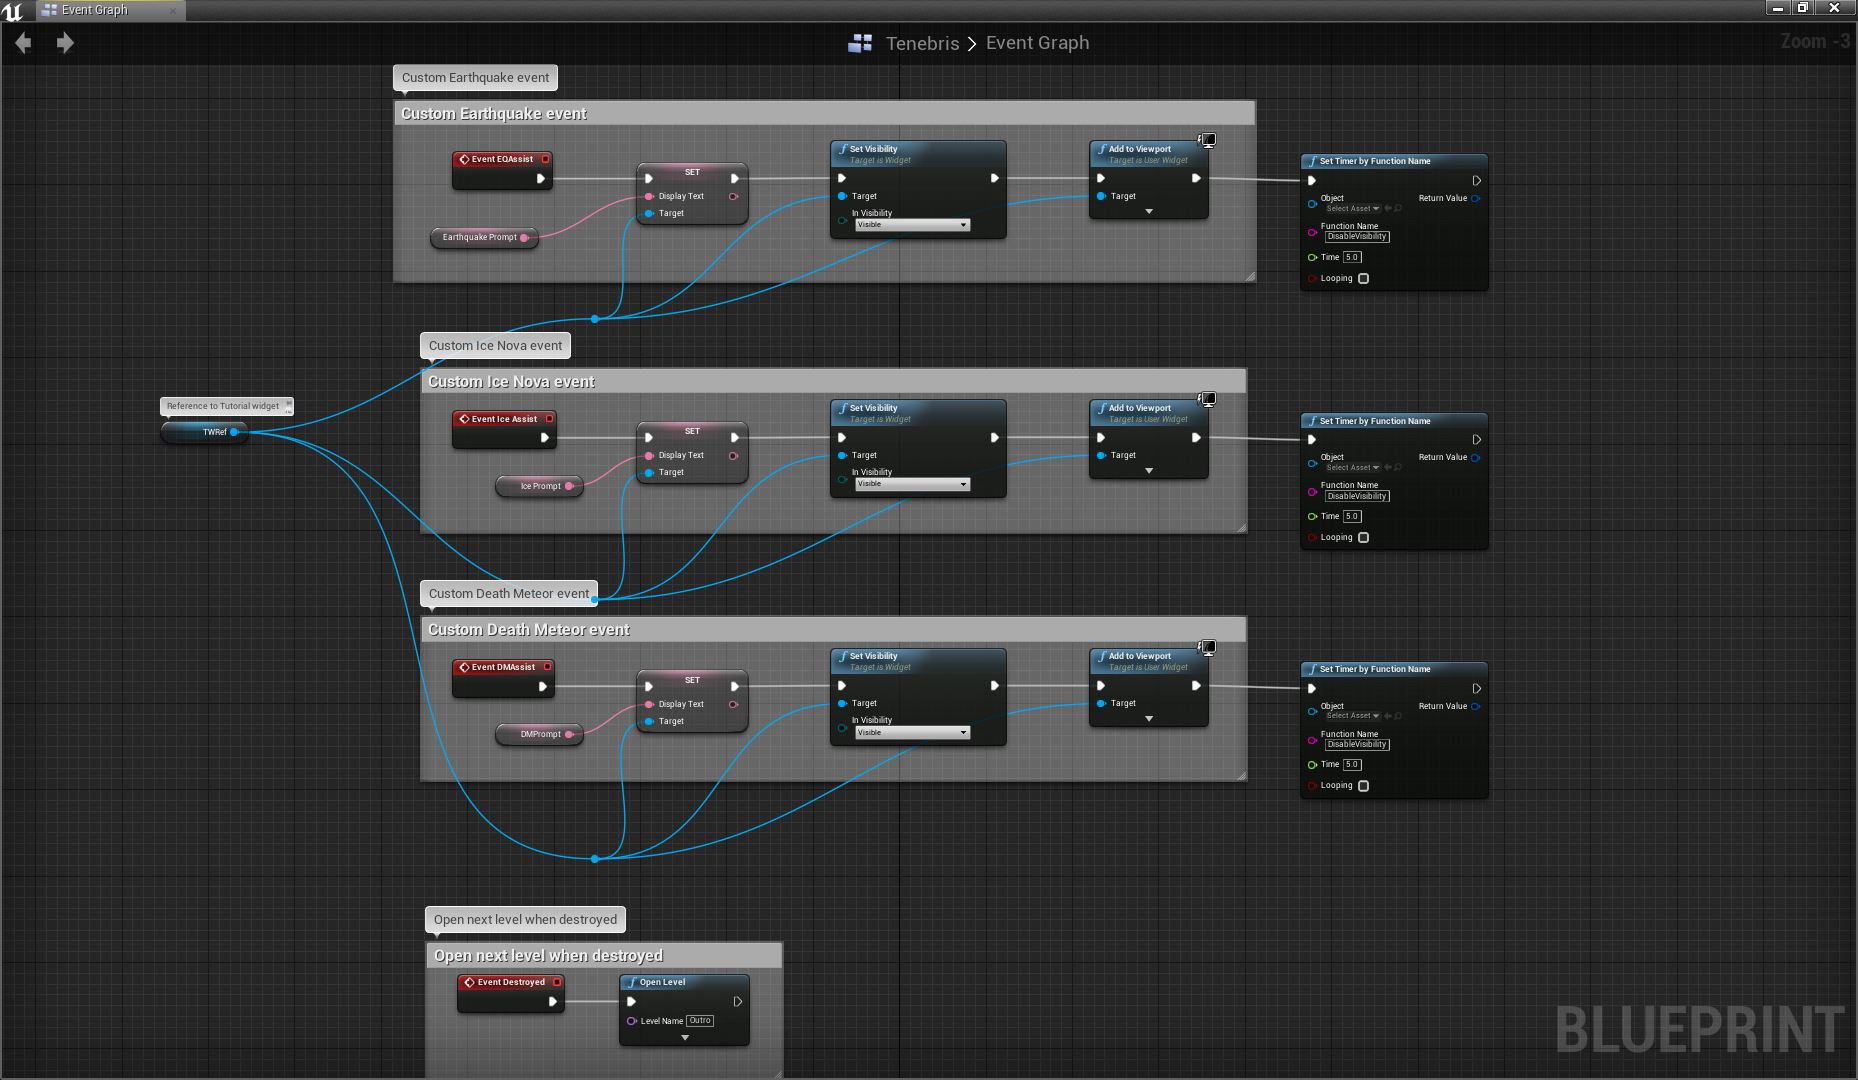 Event Graph
Tenebris > Event Graph
Zoom -3
Custom Earthquake event
Custom Earthquake event
Event EQAssist
SET
Display Text
Target
Earthquake Prompt
Set Visibility
Target is Widget
Target
In Visibility
Visible
Add to Viewport
Target is User Widget
Target
Set Timer by Function Name
Object
Return Value
Select Asset
Function Name
DisableVisibility
Time 5.0
Looping
Custom Ice Nova event
Custom Ice Nova event
Reference to Tutorial widget
TWRef
Event Ice Assist
SET
Display Text
Target
Ice Prompt
Set Visibility
Target is Widget
Target
In Visibility
Visible
Add to Viewport
Target is User Widget
Target
Set Timer by Function Name
Object
Return Value
Select Asset
Function Name
DisableVisibility
Time 5.0
Looping
Custom Death Meteor event
Custom Death Meteor event
Event DMAssist
SET
Display Text
Target
DMPrompt
Set Visibility
Target is Widget
Target
In Visibility
Visible
Add to Viewport
Target is User Widget
Target
Set Timer by Function Name
Object
Return Value
Select Asset
Function Name
DisableVisibility
Time 5.0
Looping
Open next level when destroyed
Open next level when destroyed
Event Destroyed
Open Level
Level Name Outro
BLUEPRINT